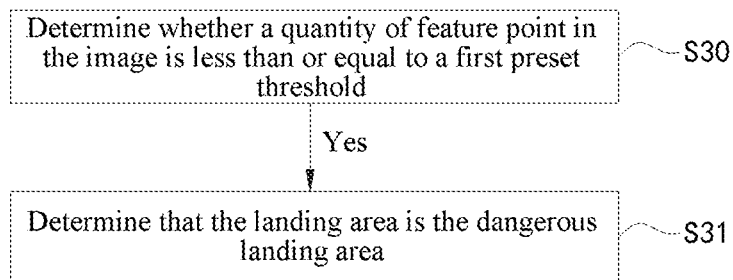 Determine whether a quantity of feature point in
the image is less than or equal to a first preset
threshold
S30
Yes
Determine that the landing area is the dangerous
landing area
S31